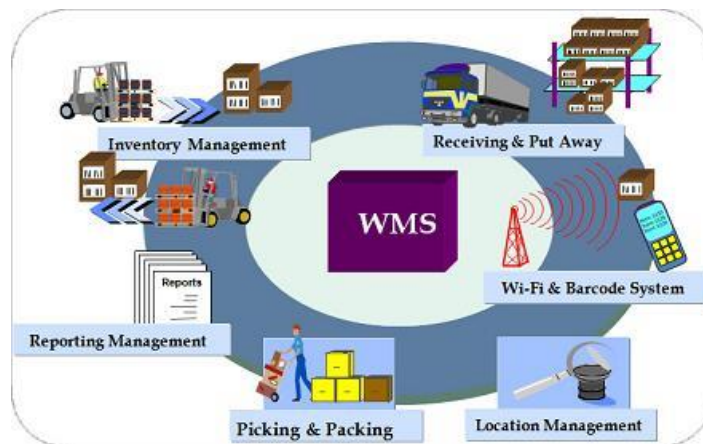 Inventory Management
Receiving & Put Away
WMS
Wi-Fi & Barcode System
Reports
Reporting Management
Picking & Packing
Location Management